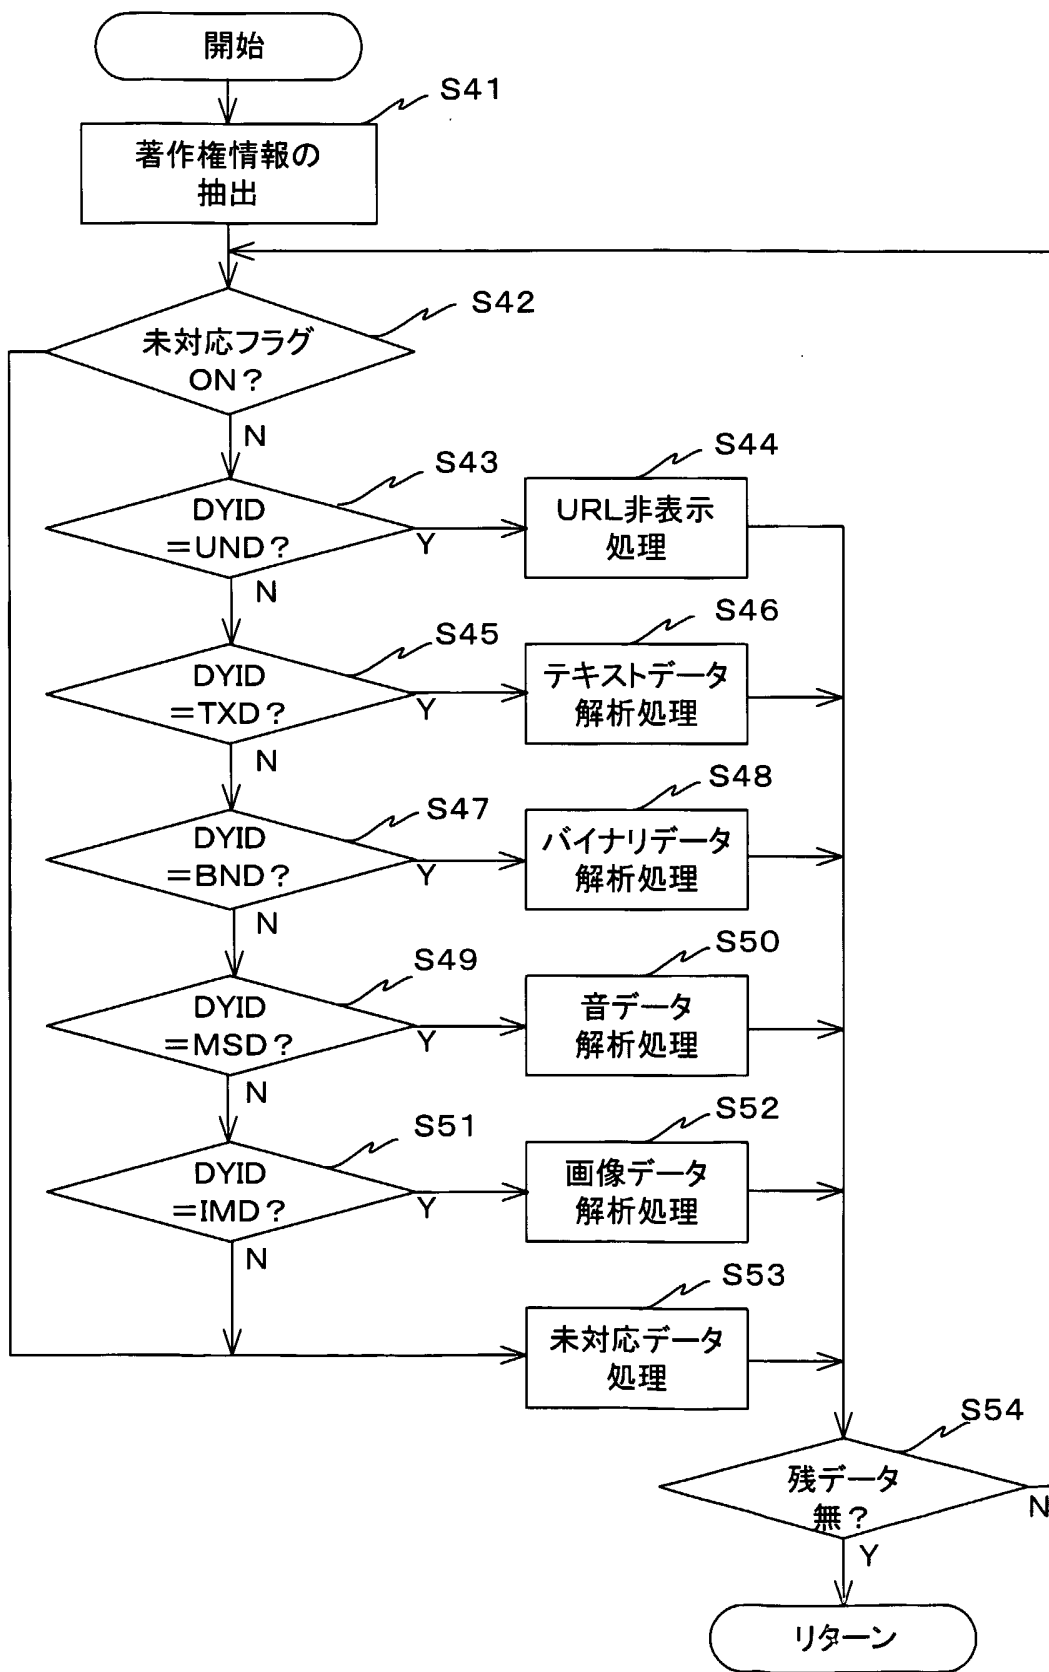 開始
S41
著作権情報の
抽出
S42
未対応フラグ
ON？
N
S43
DYID
=UND？
Y
N
S44
URL非表示
処理
S45
DYID
=TXD？
Y
N
S46
テキストデータ
解析処理
S47
DYID
=BND？
Y
N
S48
バイナリデータ
解析処理
S49
DYID
=MSD？
Y
N
S50
音データ
解析処理
S51
DYID
=IMD？
Y
N
S52
画像データ
解析処理
S53
未対応データ
処理
S54
残データ
無？
N
Y
リターン